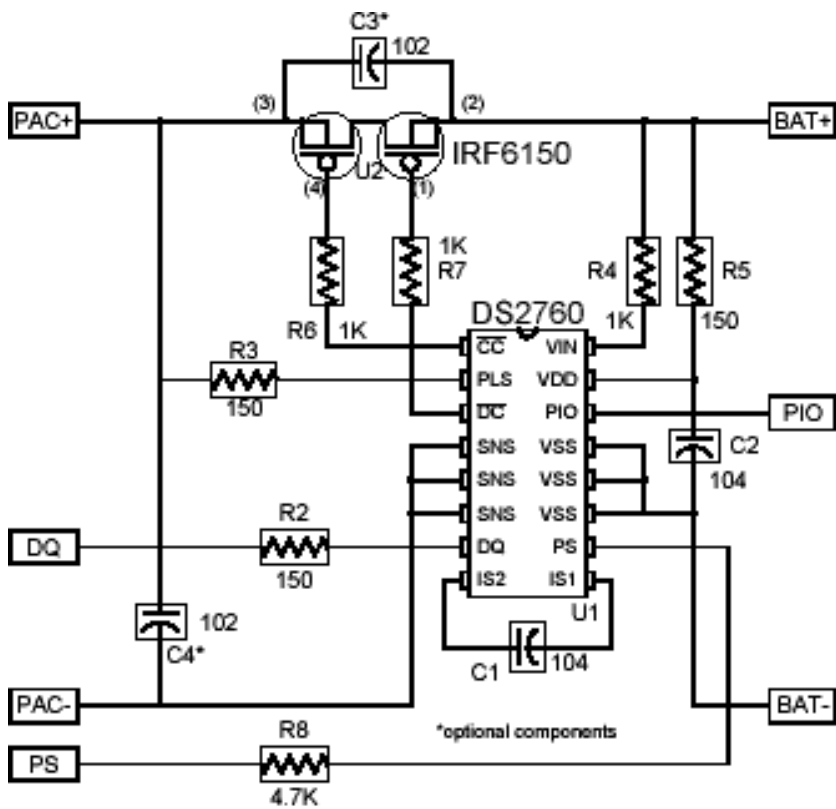 C3*
102
(3)
(2)
PAC+
BAT+
IRF6150
U2
(4)
(1)
1K
R7
R4
R5
DS2760
R6
1K
1K
150
R3
CC
VIN
PLS
VDD
150
DC
PIO
PIO
SNS
VSS
C2
SNS
VSS
104
R2
SNS
VSS
DQ
DQ
PS
150
IS2
IS1
102
U1
C4*
C1
104
PAC-
BAT-
R8
*optional components
PS
4.7K